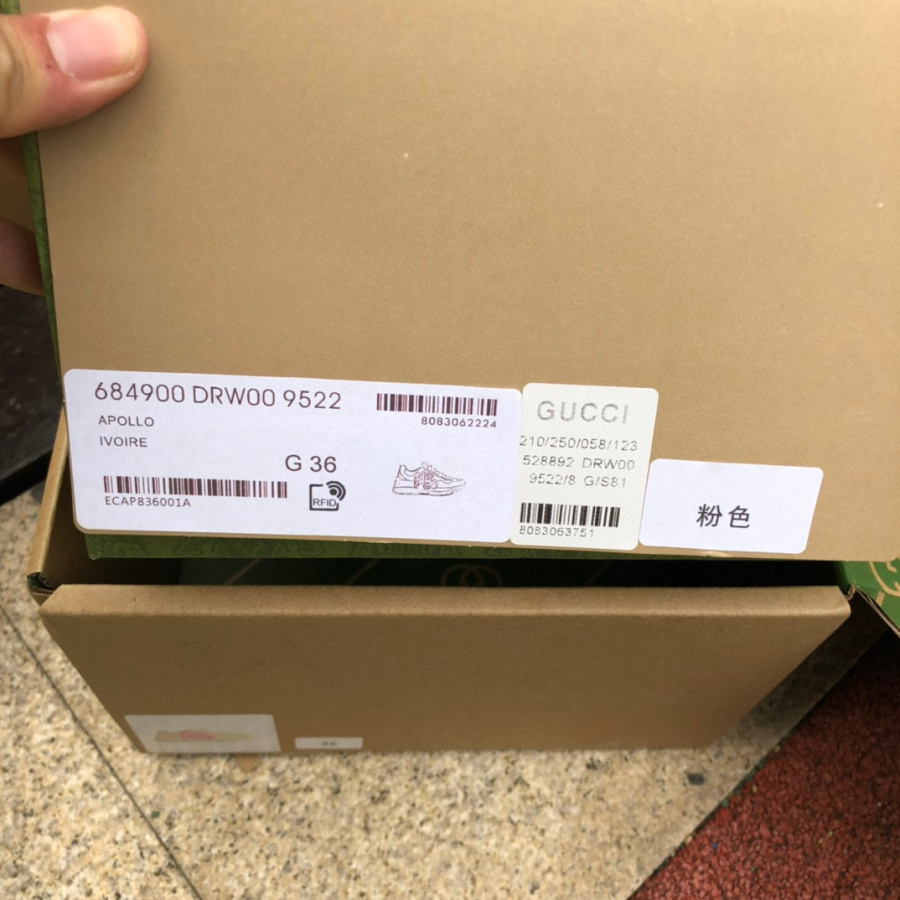 684900 DRW00 9522
8083062224
APOLLO
IVOIRE
G 36
ECAP836001A
RFID
GUCCI
210/250/058/123
528892 DRW00
9522/8 G/S81
8083063751
粉色